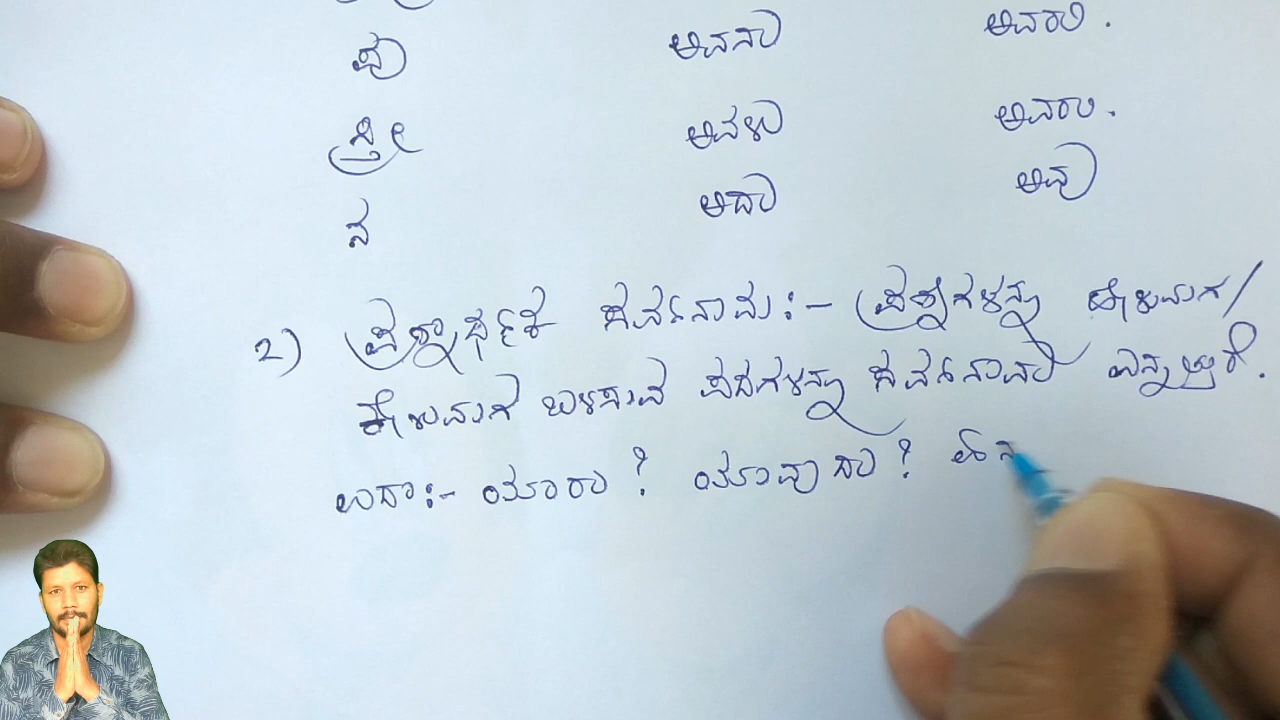 ಪು ಅವನು ಅವರು.
ಸ್ತ್ರೀ ಅವಳು ಅವರು.
ನ ಅದು ಅವು
2) ಪ್ರಶ್ನಾರ್ಥಕ ಸರ್ವನಾಮ :- ಪ್ರಶ್ನೆಗಳನ್ನು ಕೇಳುವಾಗ/
ಕೇಳುವಾಗ ಬಳಸುವ ಪದಗಳನ್ನು ಸರ್ವನಾಮ ಎನ್ನುತ್ತಾರೆ.
ಉದಾ:- ಯಾರು ? ಯಾವುದು ? ಏನ